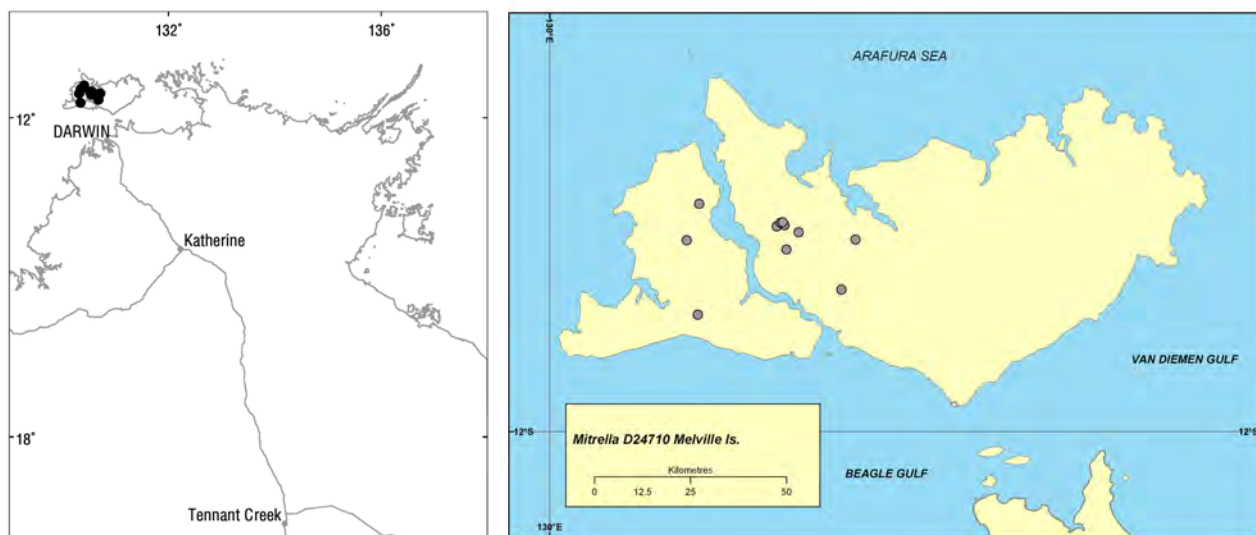 132°
136°
12°
DARWIN
Katherine
18°
Tennant Creek
130°E
ARAFURA SEA
VAN DIEMEN GULF
12°S
12°S
Mitrella D24710 Melville Is.
Kilometres
0 12.5 25 50
BEAGLE GULF
130°E